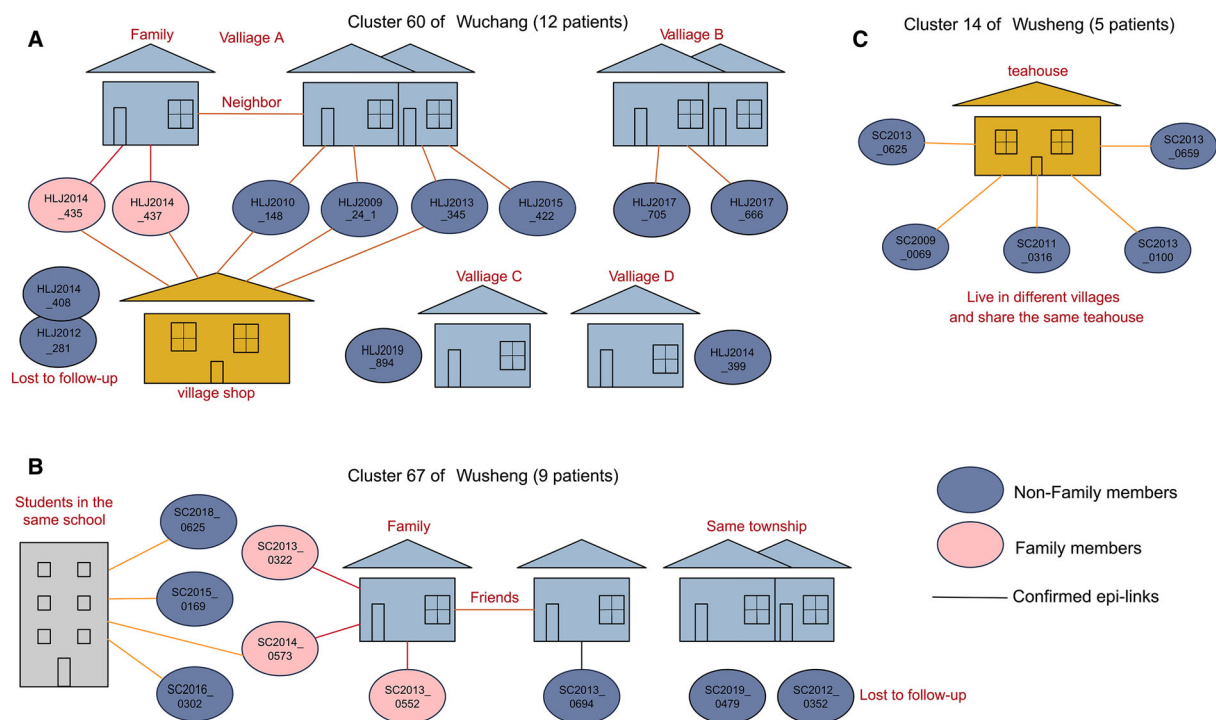 A
Cluster 60 of Wuchang (12 patients)
Family
Valliage A
Valliage B
Neighbor
HLJ2014
_435
HLJ2014
_437
HLJ2010
_148
HLJ2009
_24_1
HLJ2013
_345
HLJ2015
_422
HLJ2017
_705
HLJ2017
_666
HLJ2014
_408
HLJ2012
_281
Lost to follow-up
village shop
Valliage C
Valliage D
HLJ2019
_894
HLJ2014
_399
C
Cluster 14 of Wusheng (5 patients)
teahouse
SC2013
_0625
SC2013
_0659
SC2009
_0069
SC2011
_0316
SC2013
_0100
Live in different villages
and share the same teahouse
B
Cluster 67 of Wusheng (9 patients)
Students in the
same school
SC2018_
0625
SC2015_
0169
SC2016_
0302
SC2013_
0322
SC2014_
0573
Family
Friends
Same township
SC2013_
0552
SC2013_
0694
SC2019_
0479
SC2012_
0352
Lost to follow-up
Non-Family members
Family members
Confirmed epi-links